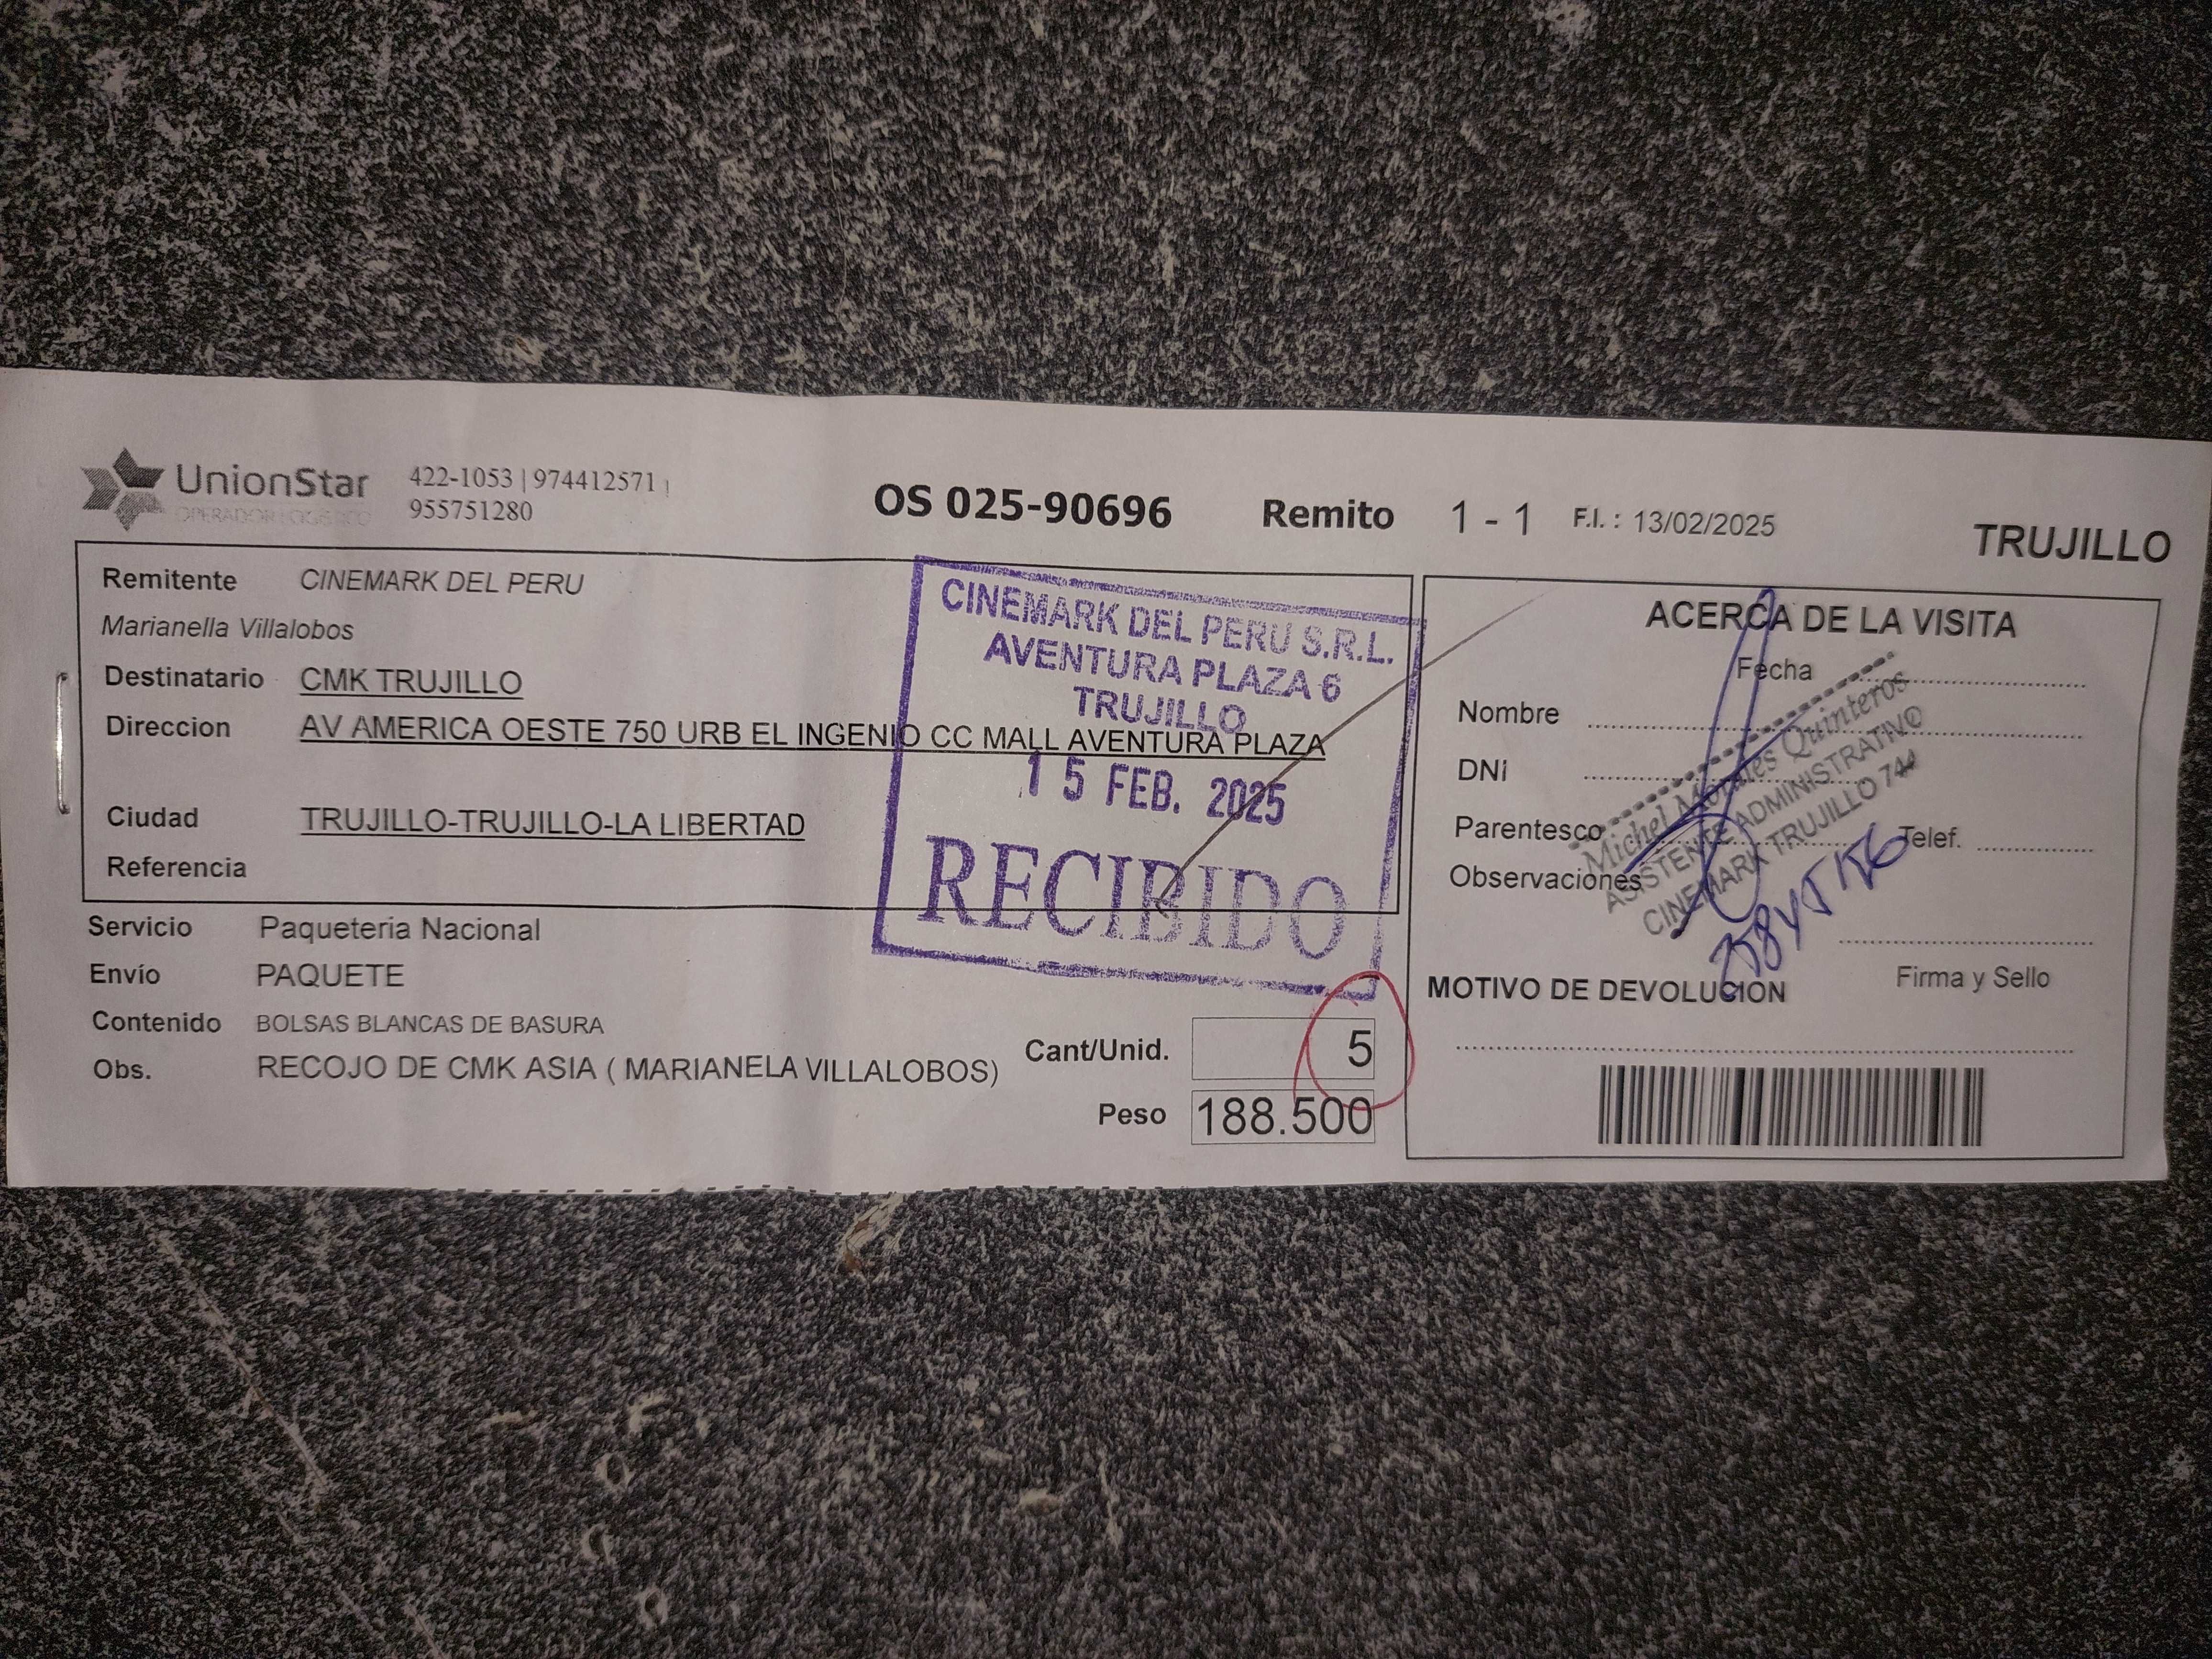 UnionStar
OPERADOR LOGISTICO
422-1053 | 974412571 |
955751280
OS 025-90696 Remito 1 - 1 F.I. : 13/02/2025
TRUJILLO
Remitente CINEMARK DEL PERU
Marianella Villalobos
Destinatario CMK TRUJILLO
Direccion AV AMERICA OESTE 750 URB EL INGENIO CC MALL AVENTURA PLAZA
Ciudad TRUJILLO-TRUJILLO-LA LIBERTAD
Referencia
CINEMARK DEL PERU S.R.L.
AVENTURA PLAZA 6
TRUJILLO
15 FEB. 2025
RECIBIDO
Servicio Paqueteria Nacional
Envío PAQUETE
Contenido BOLSAS BLANCAS DE BASURA
Obs. RECOJO DE CMK ASIA ( MARIANELA VILLALOBOS)
Cant/Unid. 5
Peso 188.500
ACERCA DE LA VISITA
Fecha
Nombre
DNi
Parentesco
Telef.
Observaciones
Michel Morales Quinteros
ASISTENTE ADMINISTRATIVO
CINEMARK TRUJILLO 744
Firma y Sello
MOTIVO DE DEVOLUCION